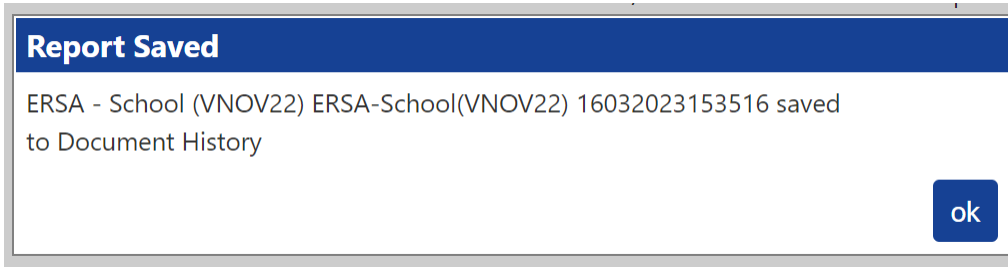 Report Saved
ERSA - School (VNOV22) ERSA-School(VNOV22) 16032023153516 saved
to Document History
ok